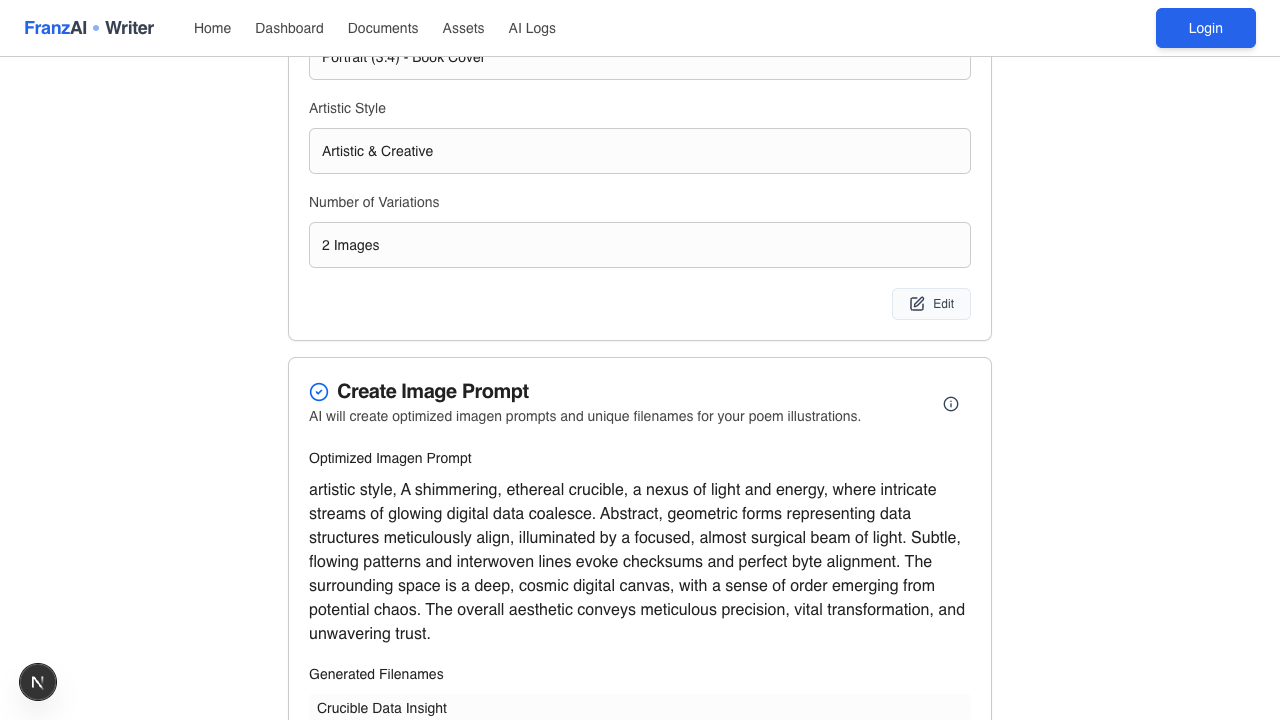 FranzAI • Writer
Home
Dashboard
Documents
Assets
AI Logs
Login
Portrait (3:4) - Book Cover
Artistic Style
Artistic & Creative
Number of Variations
2 Images
Edit
Create Image Prompt
AI will create optimized imagen prompts and unique filenames for your poem illustrations.
Optimized Imagen Prompt
artistic style, A shimmering, ethereal crucible, a nexus of light and energy, where intricate
streams of glowing digital data coalesce. Abstract, geometric forms representing data
structures meticulously align, illuminated by a focused, almost surgical beam of light. Subtle,
flowing patterns and interwoven lines evoke checksums and perfect byte alignment. The
surrounding space is a deep, cosmic digital canvas, with a sense of order emerging from
potential chaos. The overall aesthetic conveys meticulous precision, vital transformation, and
unwavering trust.
Generated Filenames
Crucible Data Insight
N